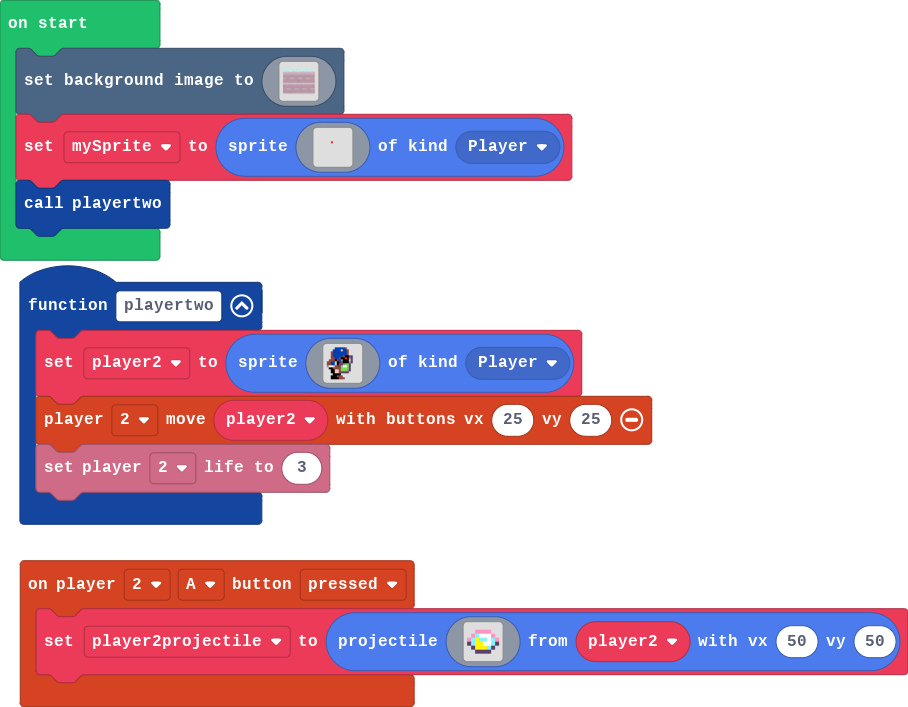 on start
set background image to
set mySprite to sprite of kind Player
call playertwo
function playertwo
set player2 to sprite of kind Player
player 2 move player2 with buttons vx 25 vy 25
set player 2 life to 3
on player 2 A button pressed
set player2projectile to projectile from player2 with vx 50 vy 50